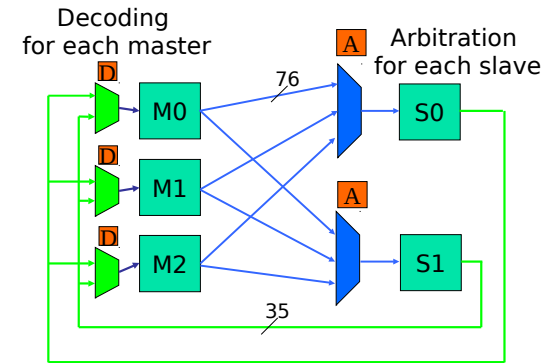 Decoding
for each master
Arbitration
for each slave
A
D
76
M0
S0
D
M1
A
D
M2
S1
35